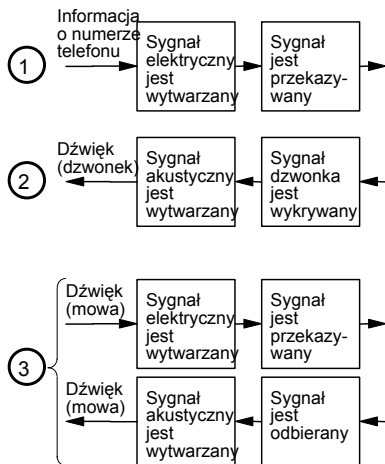 Informacja
o numerze
telefonu
1
Sygnał
elektryczny
jest
wytwarzany
Sygnał
jest
przekazy-
wany
2
Dźwięk
(dzwonek)
Sygnał
akustyczny
jest
wytwarzany
Sygnał
dzwonka
jest
wykrywany
3
Dźwięk
(mowa)
Sygnał
elektryczny
jest
wytwarzany
Sygnał
jest
przekazy-
wany
Dźwięk
(mowa)
Sygnał
akustyczny
jest
wytwarzany
Sygnał
jest
odbierany